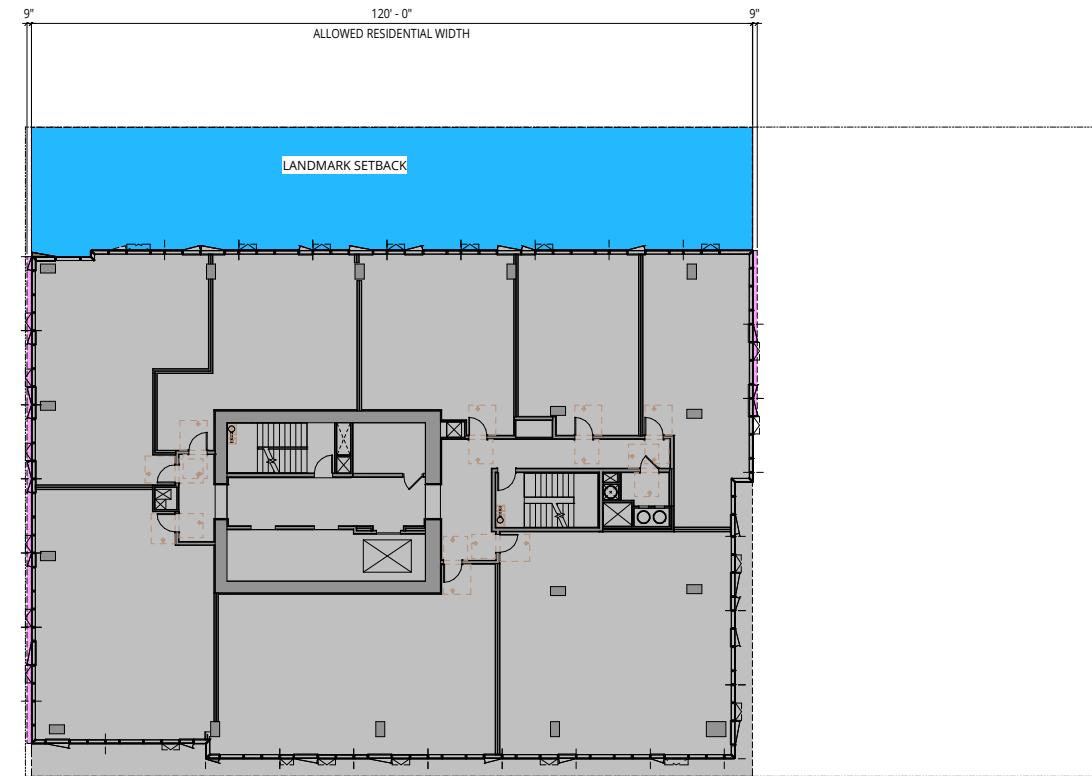 9" 120' - 0" 9"
ALLOWED RESIDENTIAL WIDTH
LANDMARK SETBACK